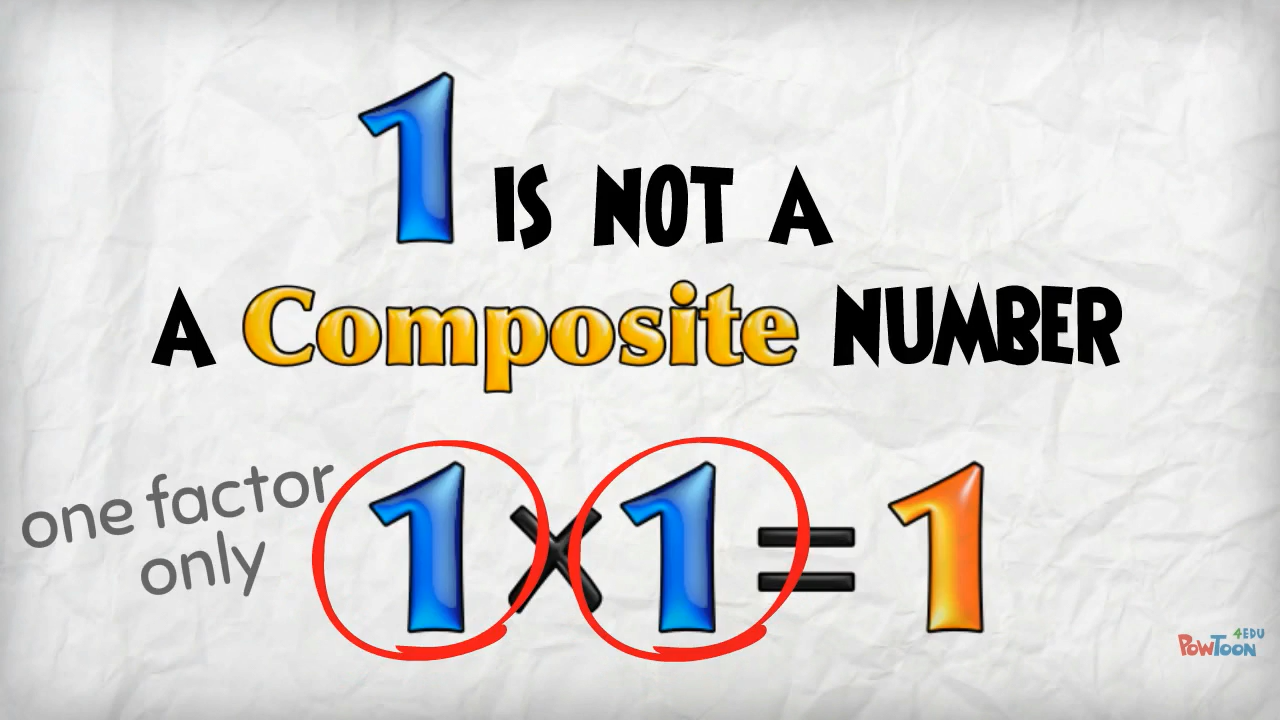 1 IS NOT A
A Composite NUMBER
one factor
only
1 × 1 = 1
4EDU
POWTOON